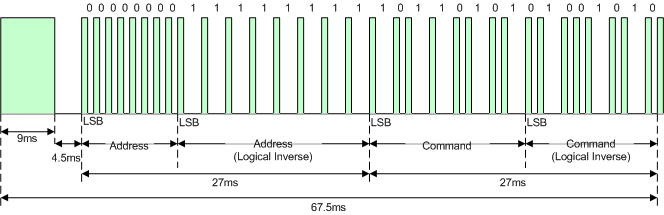 0 0 0 0 0 0 0 0 1 1 1 1 1 1 1 1 1 0 1 1 0 1 0 1 0 1 0 0 1 0 1 0
LSB LSB LSB LSB
9ms
4.5ms
Address
Address
(Logical Inverse)
Command
Command
(Logical Inverse)
27ms 27ms
67.5ms